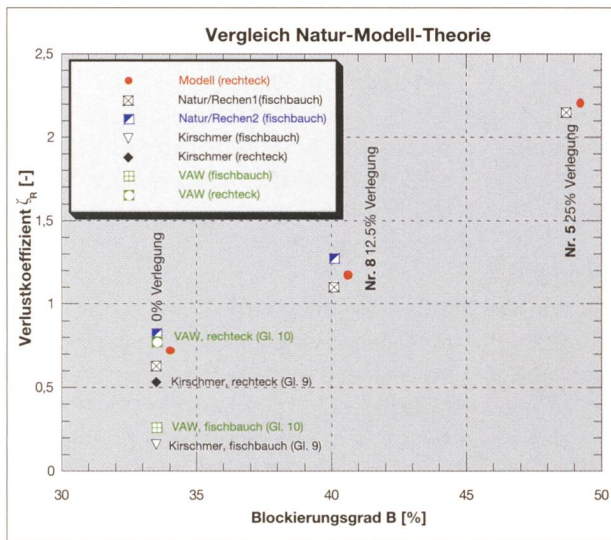 Vergleich Natur-Modell-Theorie
2,5
2
1,5
1
0,5
0
Verlustkoeffizient ζR [-]
Modell (rechteck)
Natur/Rechen1(fischbauch)
Natur/Rechen2 (fischbauch)
Kirschmer (fischbauch)
Kirschmer (rechteck)
VAW (fischbauch)
VAW (rechteck)
0% Verlegung
Nr. 8 12.5% Verlegung
Nr. 5 25% Verlegung
VAW, rechteck (Gl. 10)
Kirschmer, rechteck (Gl. 9)
VAW, fischbauch (Gl. 10)
Kirschmer, fischbauch (Gl. 9)
30 35 40 45 50
Blockierungsgrad B [%]